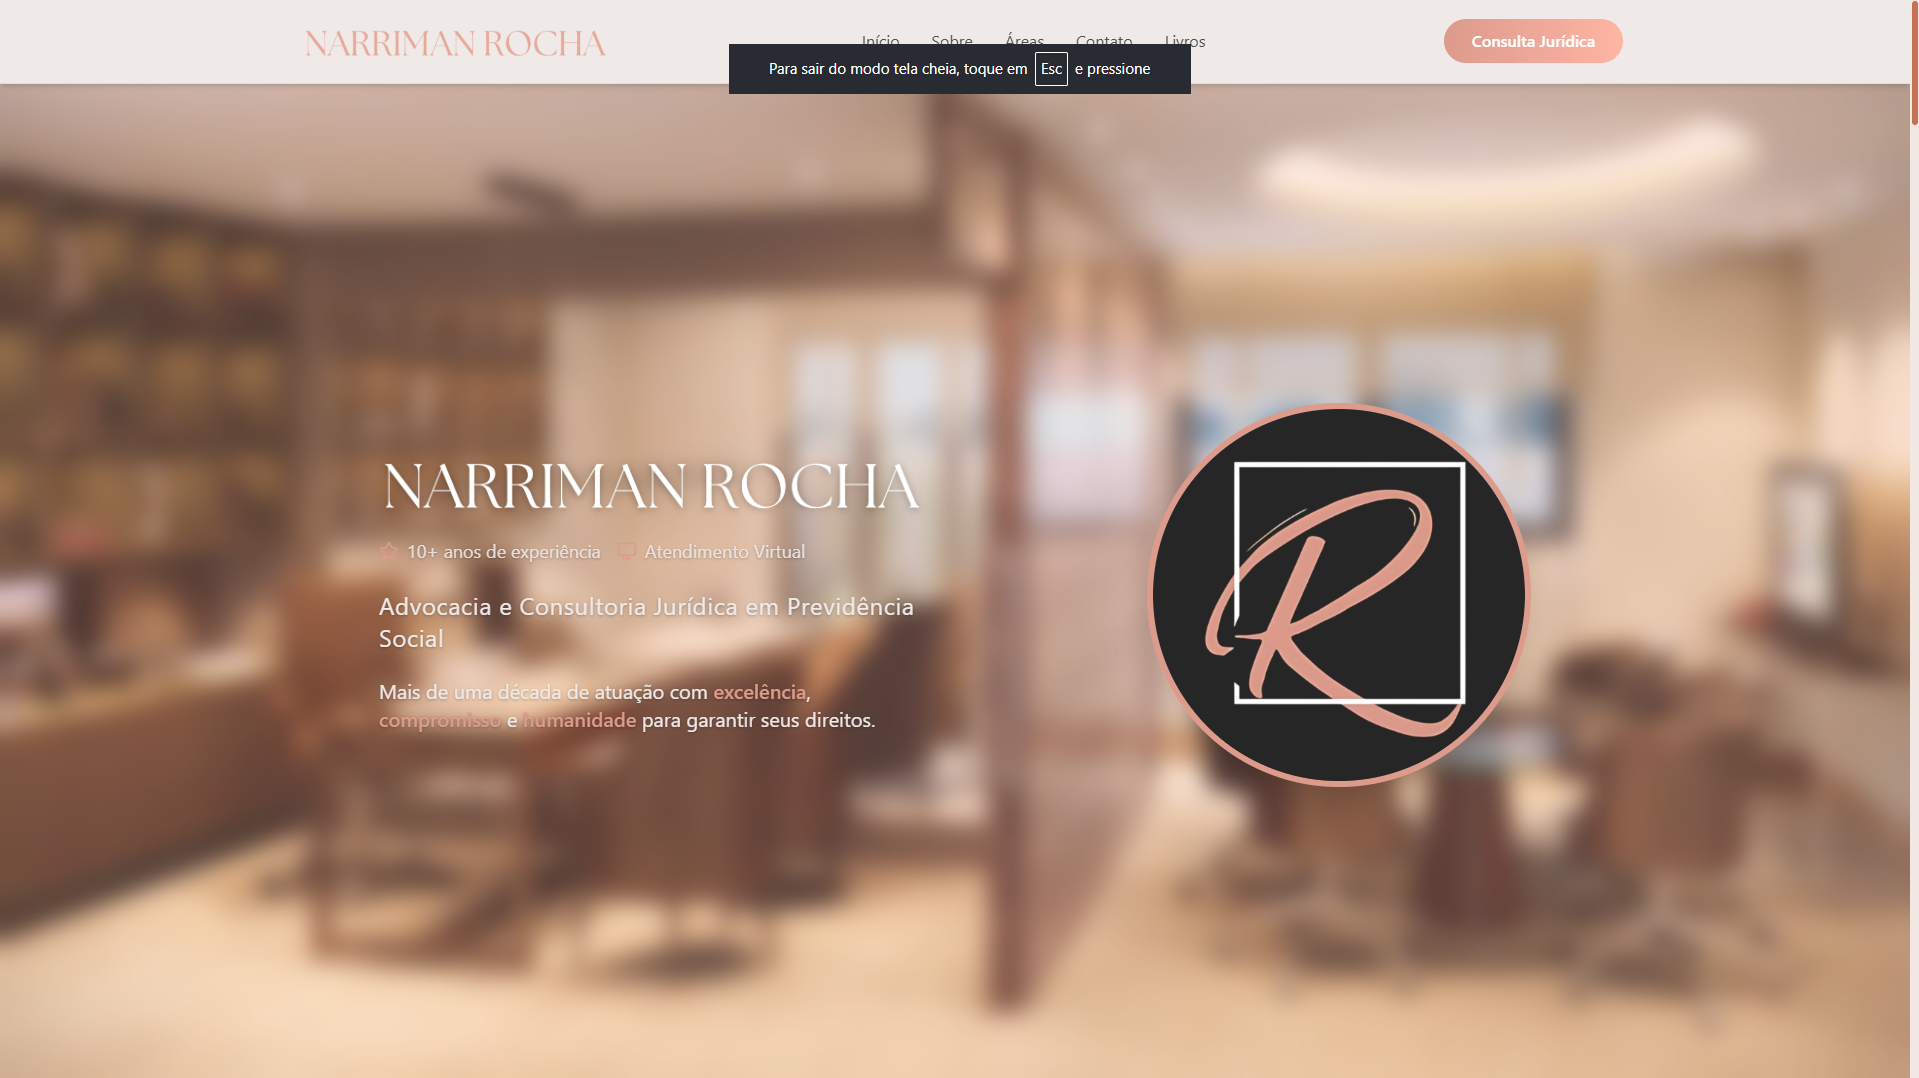 NARRIMAN ROCHA
Início Sobre Áreas Contato Livros
Consulta Jurídica
Para sair do modo tela cheia, toque em Esc e pressione
NARRIMAN ROCHA
10+ anos de experiência Atendimento Virtual
Advocacia e Consultoria Jurídica em Previdência
Social
Mais de uma década de atuação com excelência,
compromisso e humanidade para garantir seus direitos.
R